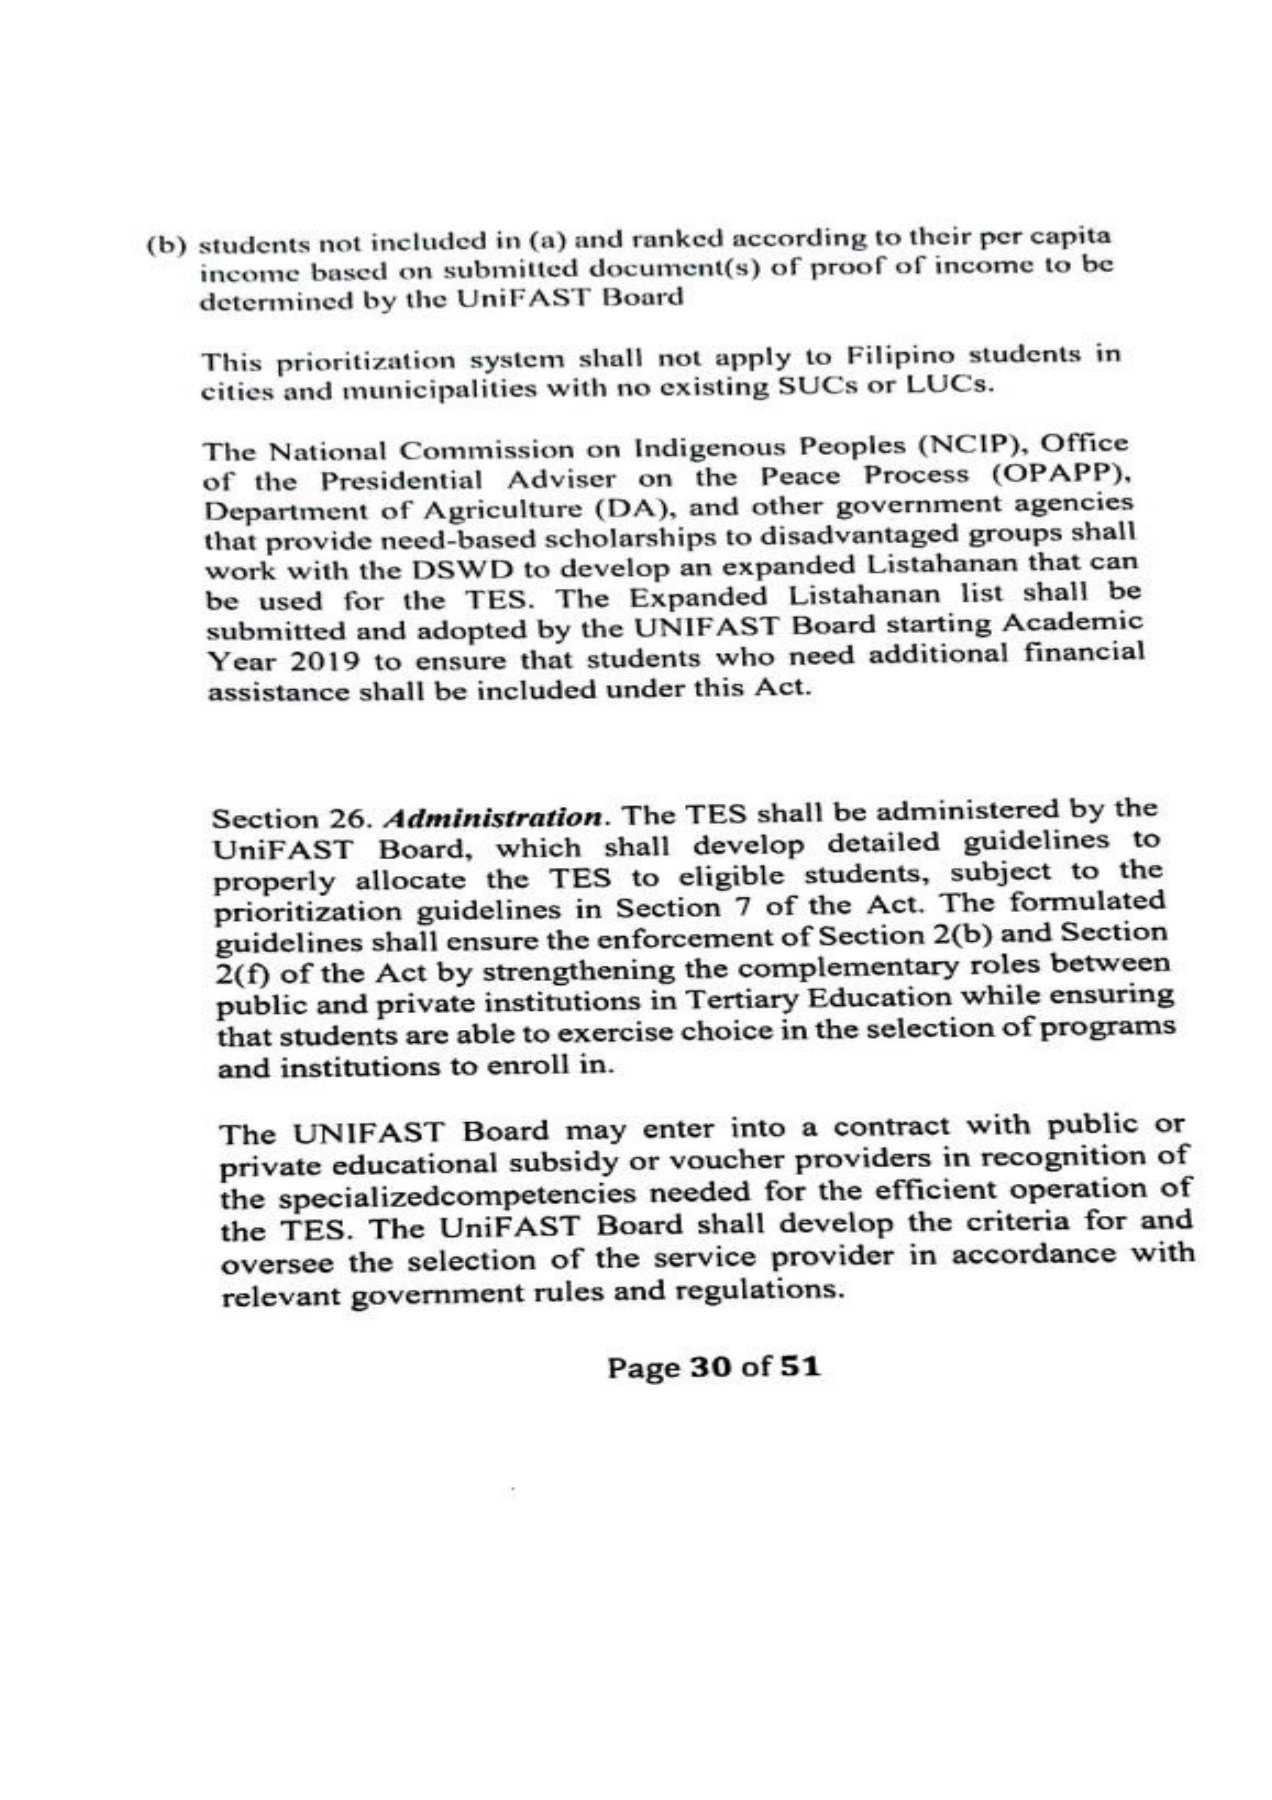 (b) students not included in (a) and ranked according to their per capita
income based on submitted document(s) of proof of income to be
determined by the UniFAST Board
This prioritization system shall not apply to Filipino students in
cities and municipalities with no existing SUCs or LUCs.
The National Commission on Indigenous Peoples (NCIP), Office
of the Presidential Adviser on the Peace Process (OPAPP),
Department of Agriculture (DA), and other government agencies
that provide need-based scholarships to disadvantaged groups shall
work with the DSWD to develop an expanded Listahanan that can
be used for the TES. The Expanded Listahanan list shall be
submitted and adopted by the UNIFAST Board starting Academic
Year 2019 to ensure that students who need additional financial
assistance shall be included under this Act.
Section 26. Administration. The TES shall be administered by the
UniFAST Board, which shall develop detailed guidelines to
properly allocate the TES to eligible students, subject to the
prioritization guidelines in Section 7 of the Act. The formulated
guidelines shall ensure the enforcement of Section 2(b) and Section
2(f) of the Act by strengthening the complementary roles between
public and private institutions in Tertiary Education while ensuring
that students are able to exercise choice in the selection of programs
and institutions to enroll in.
The UNIFAST Board may enter into a contract with public or
private educational subsidy or voucher providers in recognition of
the specializedcompetencies needed for the efficient operation of
the TES. The UniFAST Board shall develop the criteria for and
oversee the selection of the service provider in accordance with
relevant government rules and regulations.
Page 30 of 51